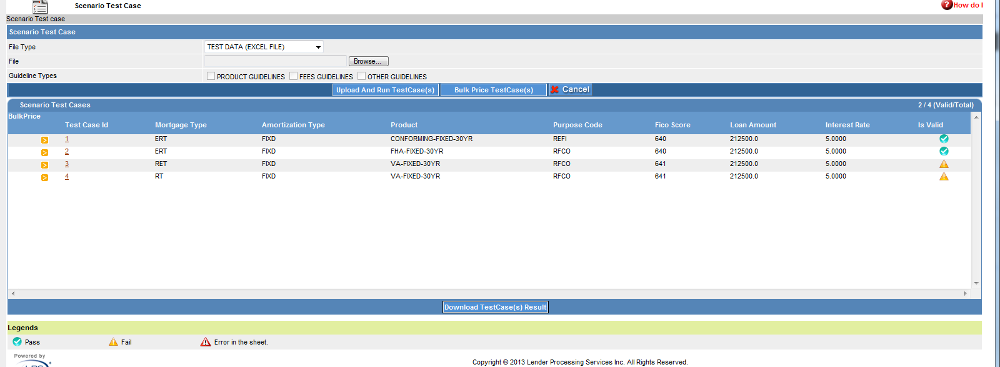 Scenario Test Case
How do I
Scenario Test case
Scenario Test Case
File Type TEST DATA (EXCEL FILE)
File Browse...
Guideline Types PRODUCT GUIDELINES FEES GUIDELINES OTHER GUIDELINES
Upload And Run TestCase(s) Bulk Price TestCase(s) Cancel
Scenario Test Cases 2 / 4 (Valid/Total)
BulkPrice
Test Case Id Mortgage Type Amortization Type Product Purpose Code Fico Score Loan Amount Interest Rate Is Valid
1 ERT FIXD CONFORMING-FIXED-30YR REFI 640 212500.0 5.0000
2 ERT FIXD FHA-FIXED-30YR RFCO 640 212500.0 5.0000
3 RET FIXD VA-FIXED-30YR RFCO 641 212500.0 5.0000
4 RT FIXD VA-FIXED-30YR RFCO 641 212500.0 5.0000
Download TestCase(s) Result
Legends
Pass Fail Error in the sheet.
Powered by
Copyright © 2013 Lender Processing Services Inc. All Rights Reserved.